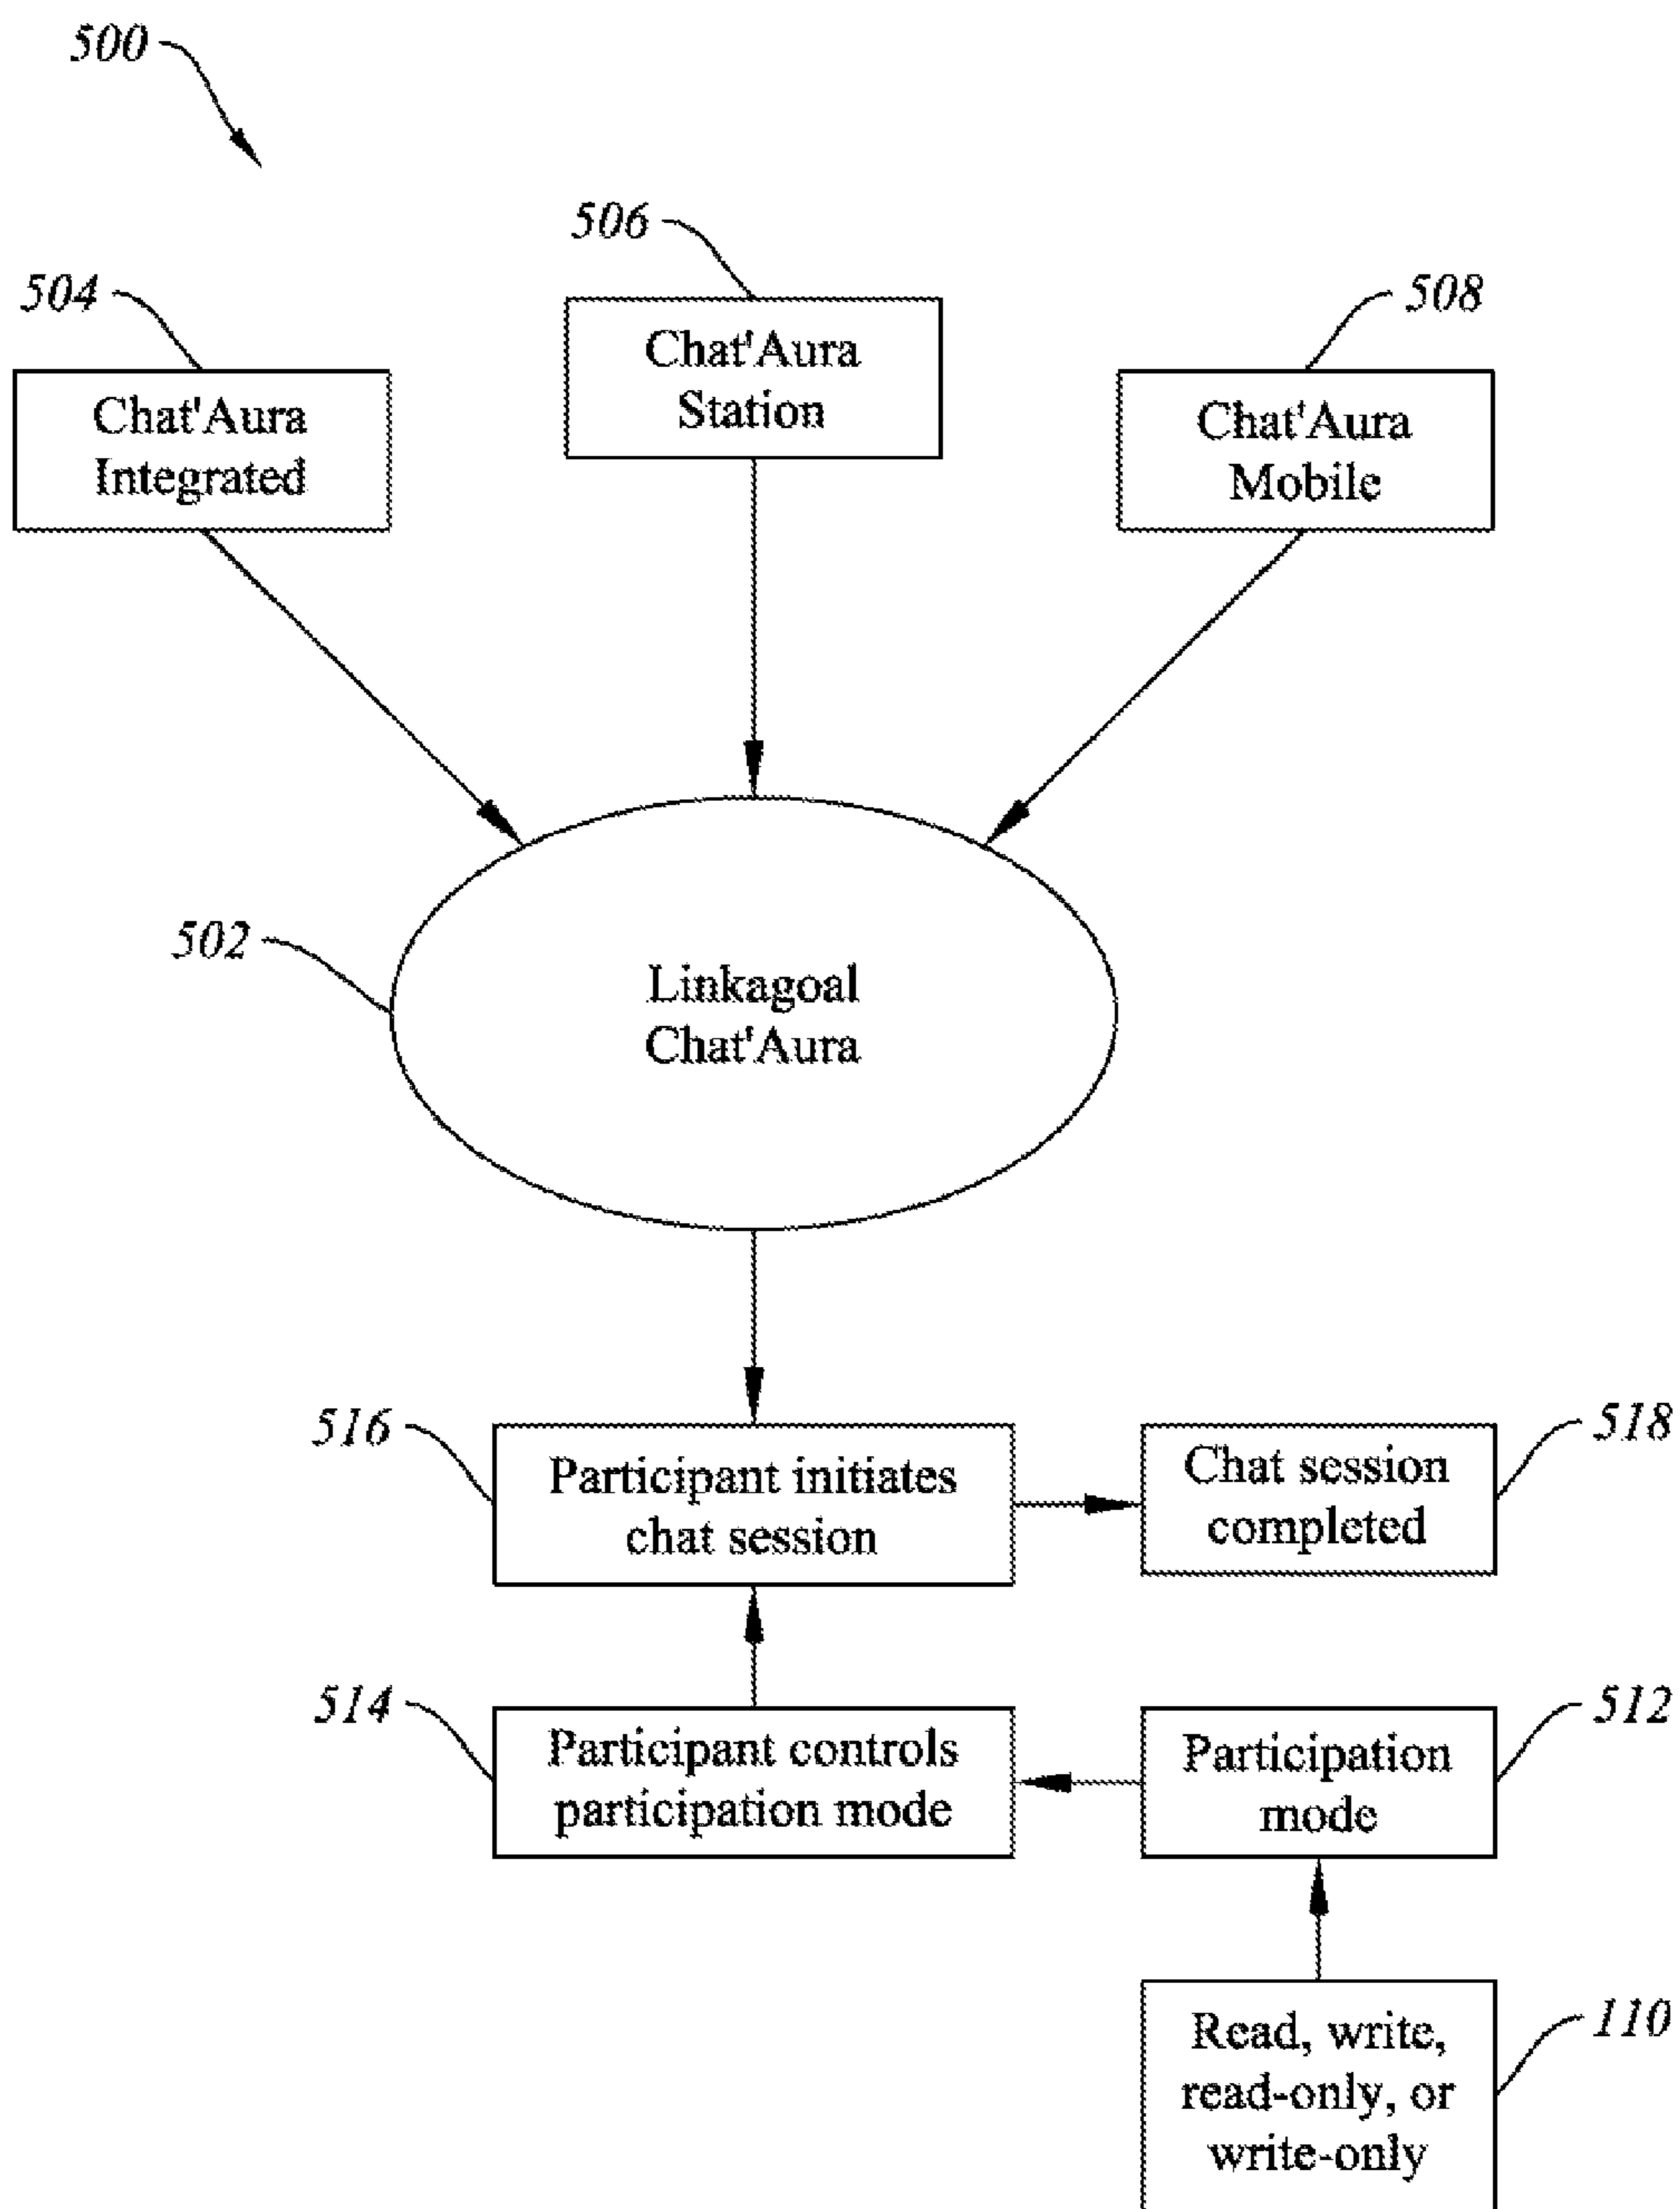 500
506
504
508
Chat'Aura
Station
Chat'Aura
Integrated
Chat'Aura
Mobile
502
Linkagoal
Chat'Aura
516
Participant initiates
chat session
Chat session
completed
518
514
Participant controls
participation mode
Participation
mode
512
Read, write,
read-only, or
write-only
110